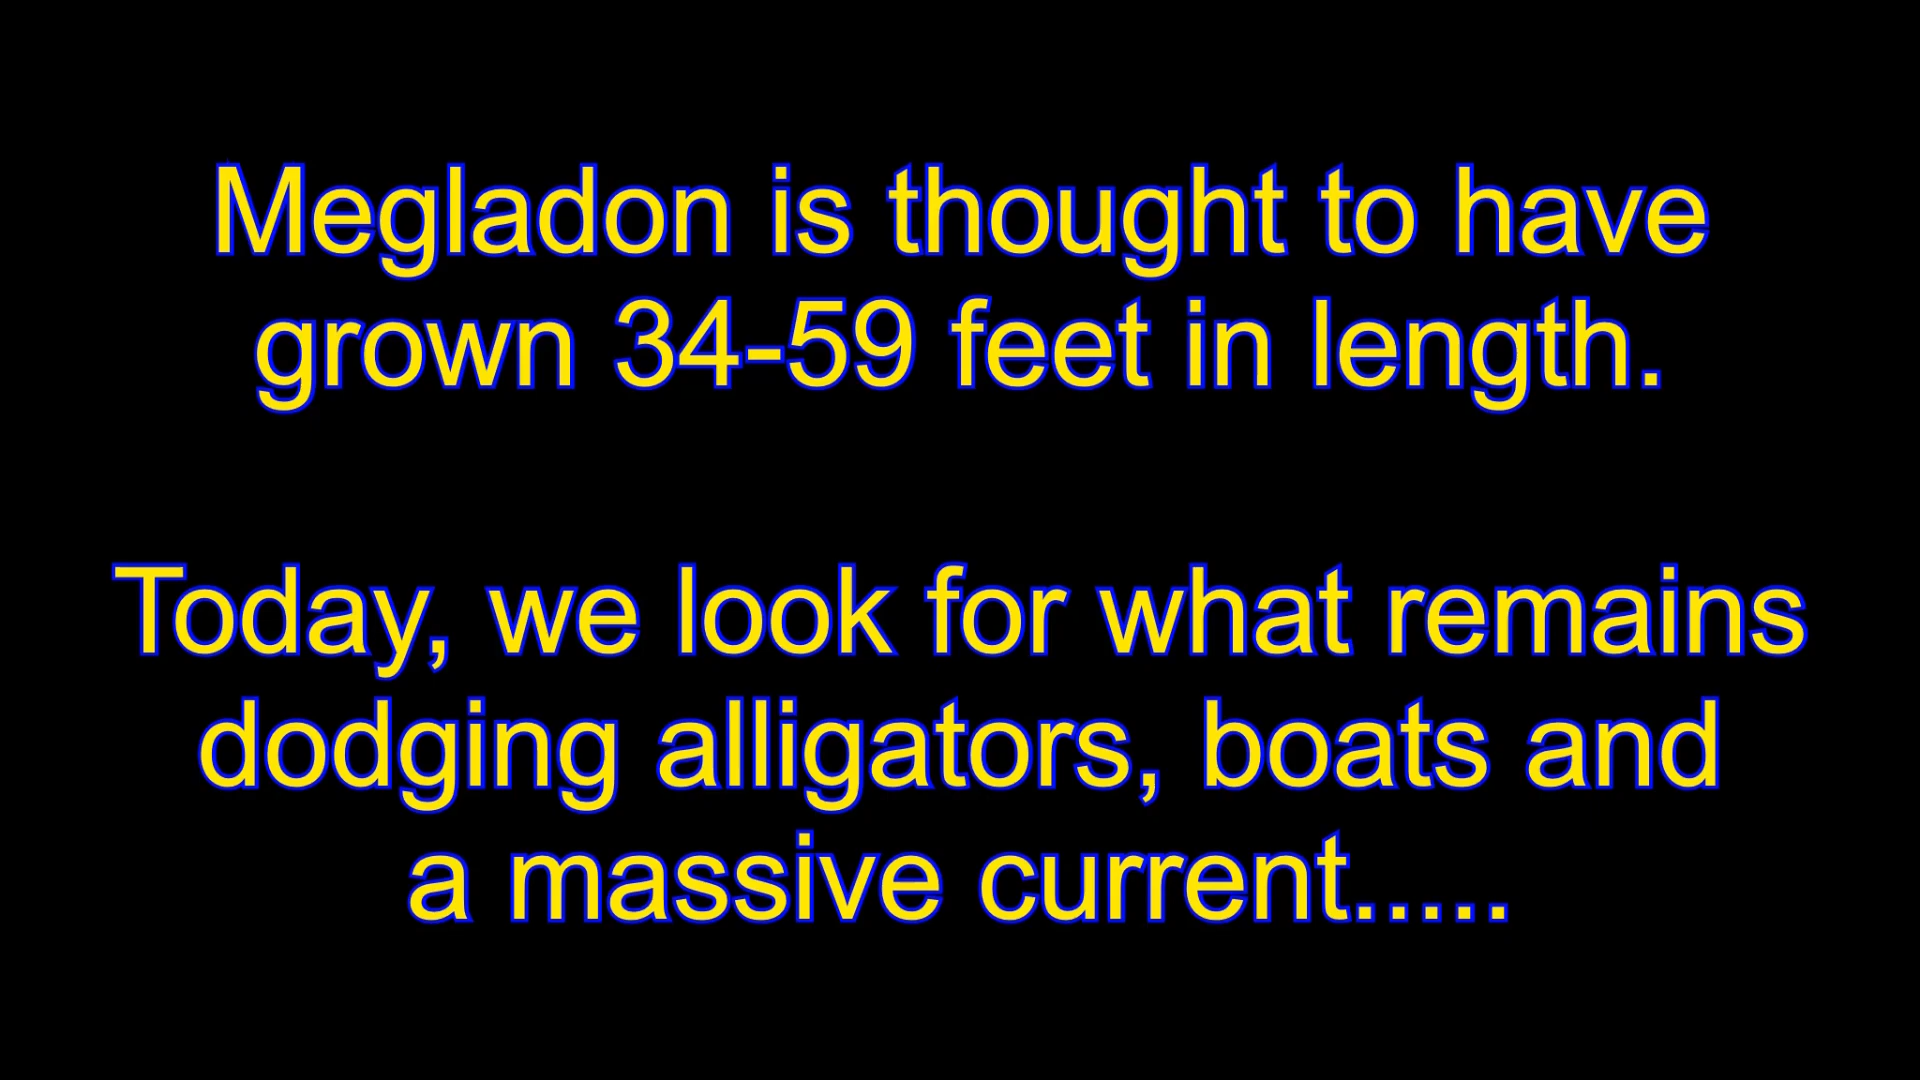 Megladon is thought to have
grown 34-59 feet in length.
Today, we look for what remains
dodging alligators, boats and
a massive current.....